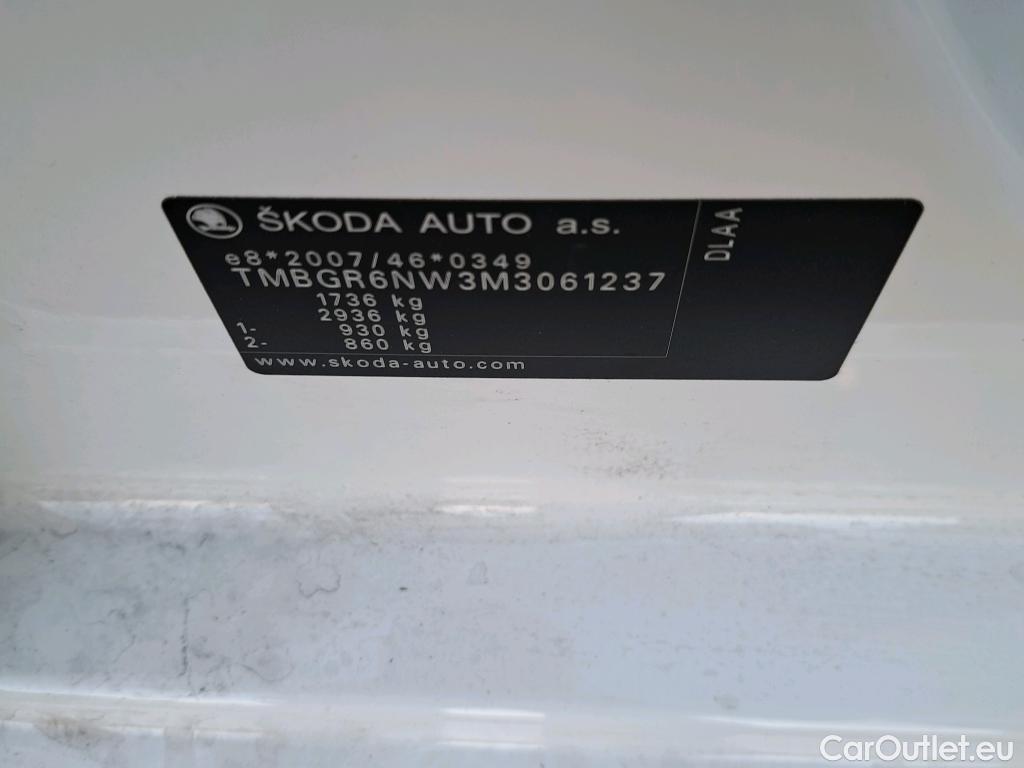 ŠKODA AUTO a.s.
e8*2007/46*0349
TMBGR6NW3M3061237
1736 kg
2936 kg
1- 930 kg
2- 860 kg
www.skoda-auto.com
DLAA
CarOutlet.eu